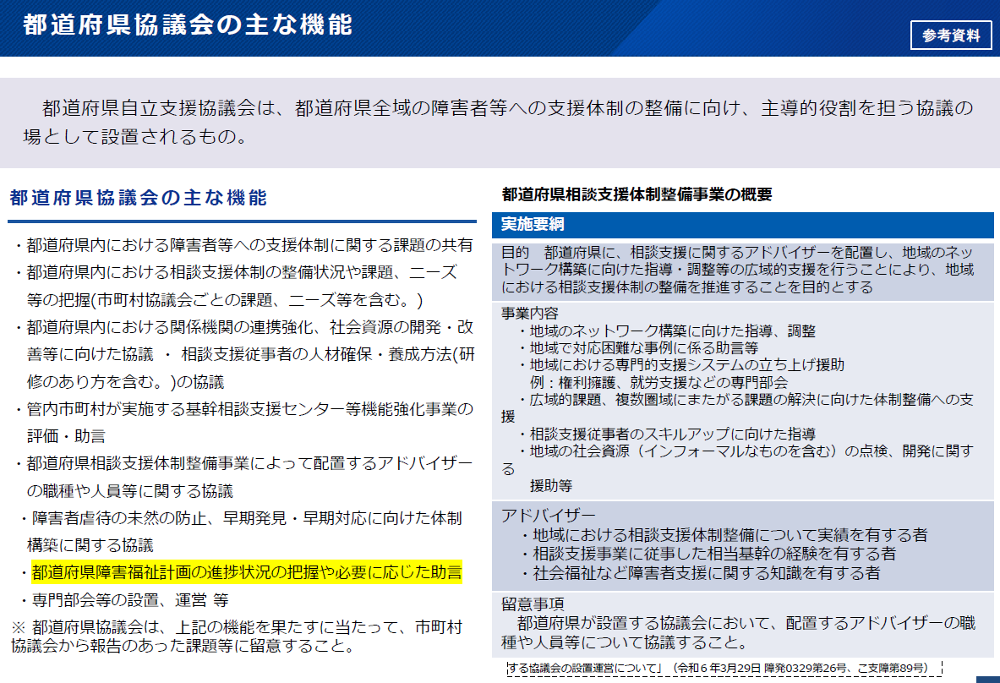 都道府県協議会の主な機能
参考資料
都道府県自立支援協議会は、都道府県全域の障害者等への支援体制の整備に向け、主導的役割を担う協議の
場として設置されるもの。
都道府県協議会の主な機能
・都道府県内における障害者等への支援体制に関する課題の共有
・都道府県内における相談支援体制の整備状況や課題、ニーズ
等の把握(市町村協議会ごとの課題、ニーズ等を含む。)
・都道府県内における関係機関の連携強化、社会資源の開発・改
善等に向けた協議 ・ 相談支援従事者の人材確保・養成方法(研
修のあり方を含む。)の協議
・管内市町村が実施する基幹相談支援センター等機能強化事業の
評価・助言
・都道府県相談支援体制整備事業によって配置するアドバイザー
の職種や人員等に関する協議
・障害者虐待の未然の防止、早期発見・早期対応に向けた体制
構築に関する協議
・都道府県障害福祉計画の進捗状況の把握や必要に応じた助言
・専門部会等の設置、運営 等
※ 都道府県協議会は、上記の機能を果たすに当たって、市町村
協議会から報告のあった課題等に留意すること。
都道府県相談支援体制整備事業の概要
実施要綱
目的　都道府県に、相談支援に関するアドバイザーを配置し、地域のネッ
トワーク構築に向けた指導・調整等の広域的支援を行うことにより、地域
における相談支援体制の整備を推進することを目的とする
事業内容
・地域のネットワーク構築に向けた指導、調整
・地域で対応困難な事例に係る助言等
・地域における専門的支援システムの立ち上げ援助
例：権利擁護、就労支援などの専門部会
・広域的課題、複数圏域にまたがる課題の解決に向けた体制整備への支
援
・相談支援従事者のスキルアップに向けた指導
・地域の社会資源（インフォーマルなものを含む）の点検、開発に関す
る
援助等
アドバイザー
・地域における相談支援体制整備について実績を有する者
・相談支援事業に従事した相当基幹の経験を有する者
・社会福祉など障害者支援に関する知識を有する者
留意事項
都道府県が設置する協議会において、配置するアドバイザーの職
種や人員等について協議すること。
する協議会の設置運営について」（令和６年3月29日 障発0329第26号、こ支障第89号）